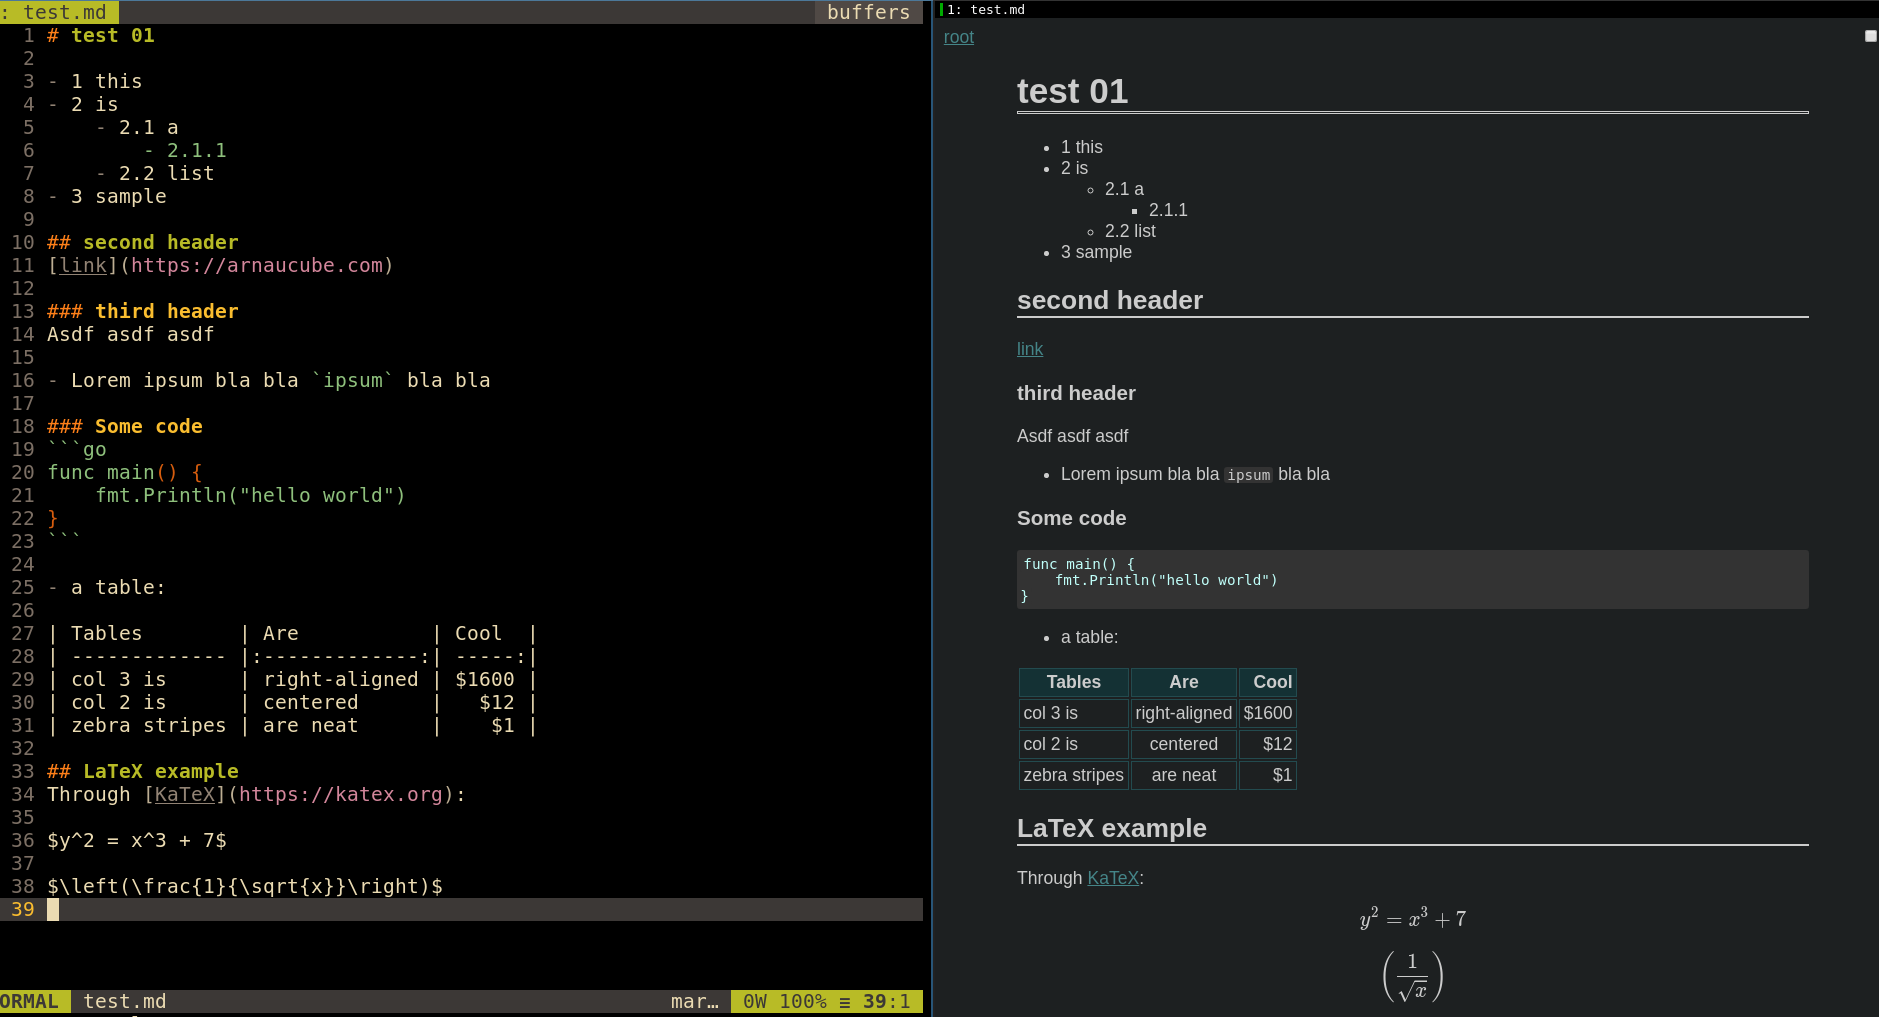 : test.md buffers
1 # test 01
2
3 - 1 this
4 - 2 is
5     - 2.1 a
6         - 2.1.1
7     - 2.2 list
8 - 3 sample
9
10 ## second header
11 [link](https://arnaucube.com)
12
13 ### third header
14 Asdf asdf asdf
15
16 - Lorem ipsum bla bla `ipsum` bla bla
17
18 ### Some code
19 ```go
20 func main() {
21     fmt.Println("hello world")
22 }
23 ```
24
25 - a table:
26
27 | Tables        | Are           | Cool  |
28 | ------------- |:-------------:| -----:|
29 | col 3 is      | right-aligned | $1600 |
30 | col 2 is      | centered      |   $12 |
31 | zebra stripes | are neat      |    $1 |
32
33 ## LaTeX example
34 Through [KaTeX](https://katex.org):
35
36 $y^2 = x^3 + 7$
37
38 $\left(\frac{1}{\sqrt{x}}\right)$
39
ORMAL test.md mar… 0W 100% ≡ 39:1
1: test.md
root
test 01
• 1 this
• 2 is
◦ 2.1 a
▪ 2.1.1
◦ 2.2 list
• 3 sample
second header
link
third header
Asdf asdf asdf
• Lorem ipsum bla bla ipsum bla bla
Some code
func main() {
    fmt.Println("hello world")
}
• a table:
Tables Are Cool
col 3 is right-aligned $1600
col 2 is centered $12
zebra stripes are neat $1
LaTeX example
Through KaTeX:
y² = x³ + 7
(1/√x)